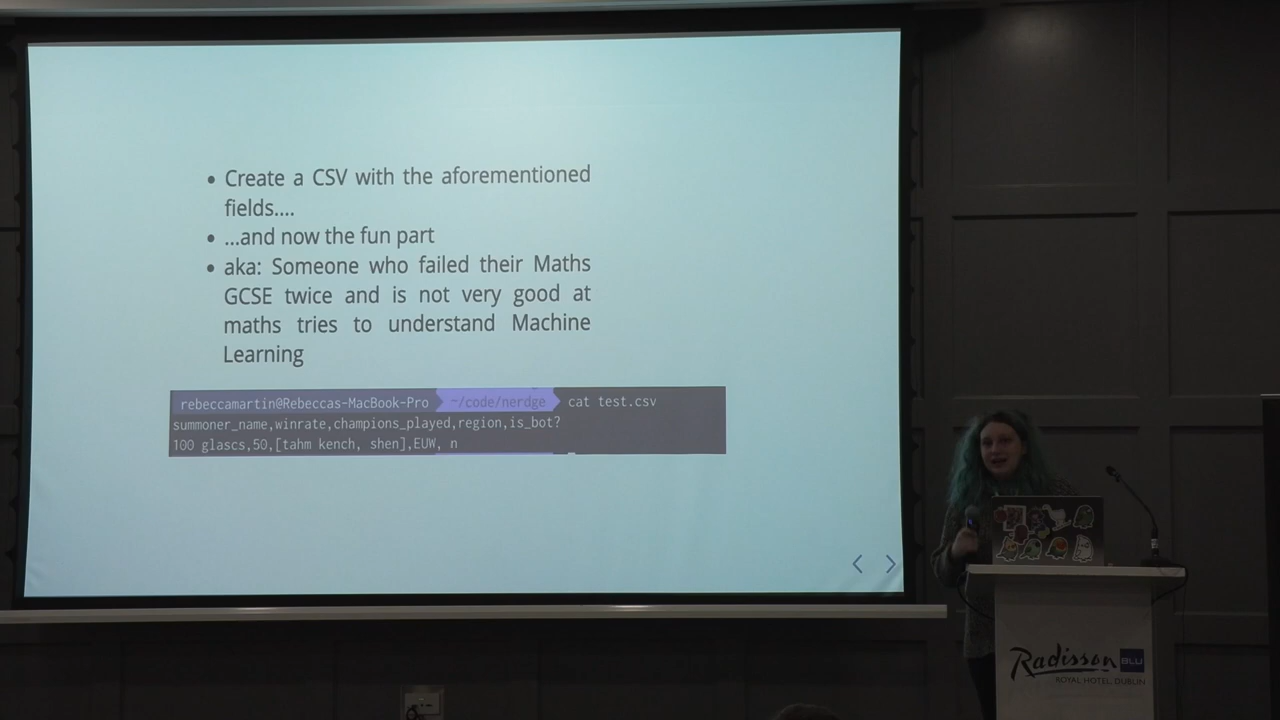 • Create a CSV with the aforementioned
fields....
• ...and now the fun part
• aka: Someone who failed their Maths
GCSE twice and is not very good at
maths tries to understand Machine
Learning
rebeccamartin@Rebeccas-MacBook-Pro ~/code/nerdge cat test.csv
summoner_name,winrate,champions_played,region,is_bot?
100 glascs,50,[tahm kench, shen],EUW, n
Radisson BLU
ROYAL HOTEL, DUBLIN